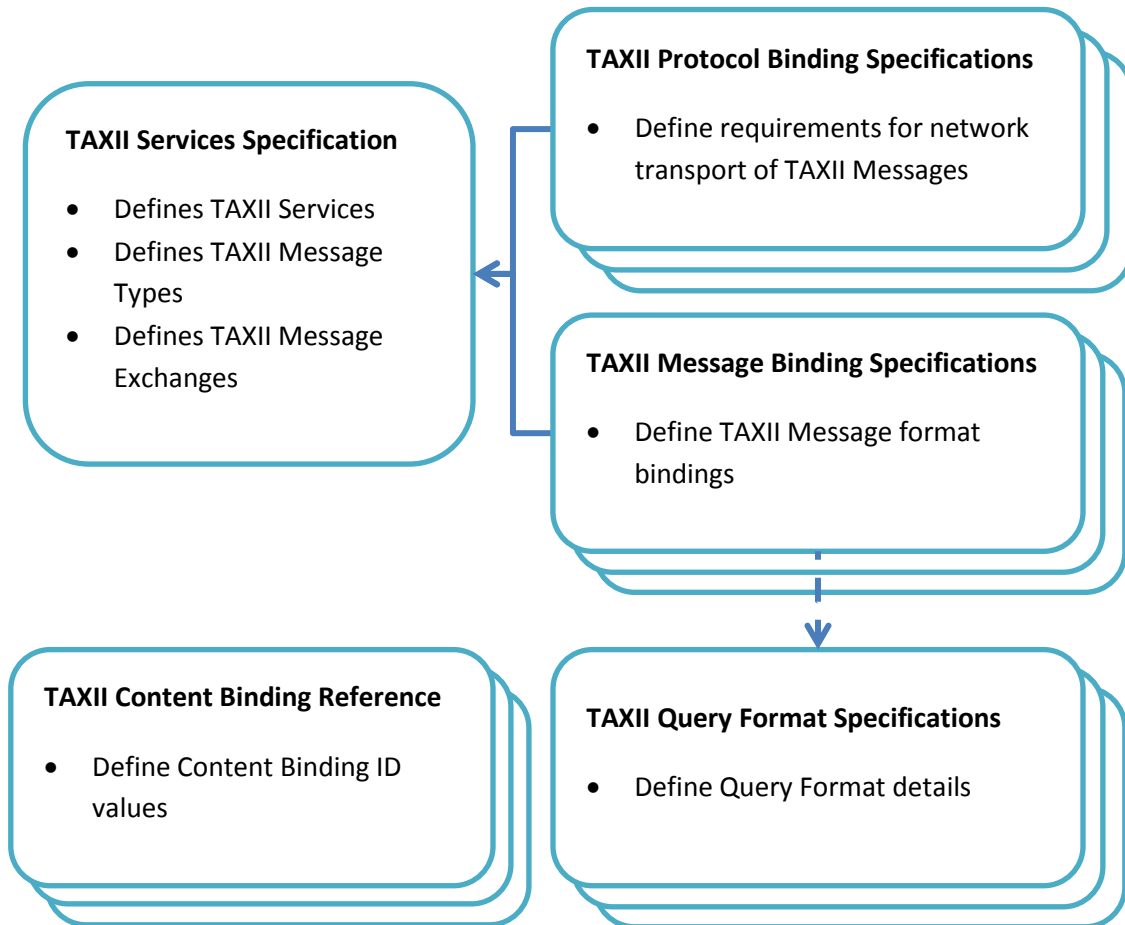 TAXII Protocol Binding Specifications
• Define requirements for network
transport of TAXII Messages
TAXII Services Specification
• Defines TAXII Services
• Defines TAXII Message
Types
• Defines TAXII Message
Exchanges
TAXII Message Binding Specifications
• Define TAXII Message format
bindings
TAXII Content Binding Reference
• Define Content Binding ID
values
TAXII Query Format Specifications
• Define Query Format details